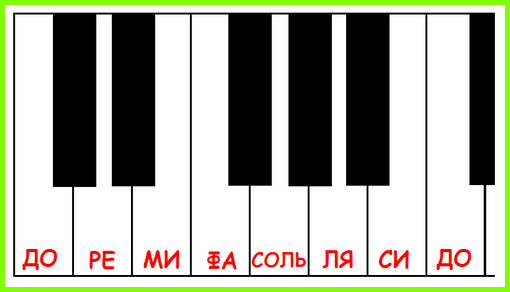 ДО РЕ МИ ФА СОЛЬ ЛЯ СИ ДО